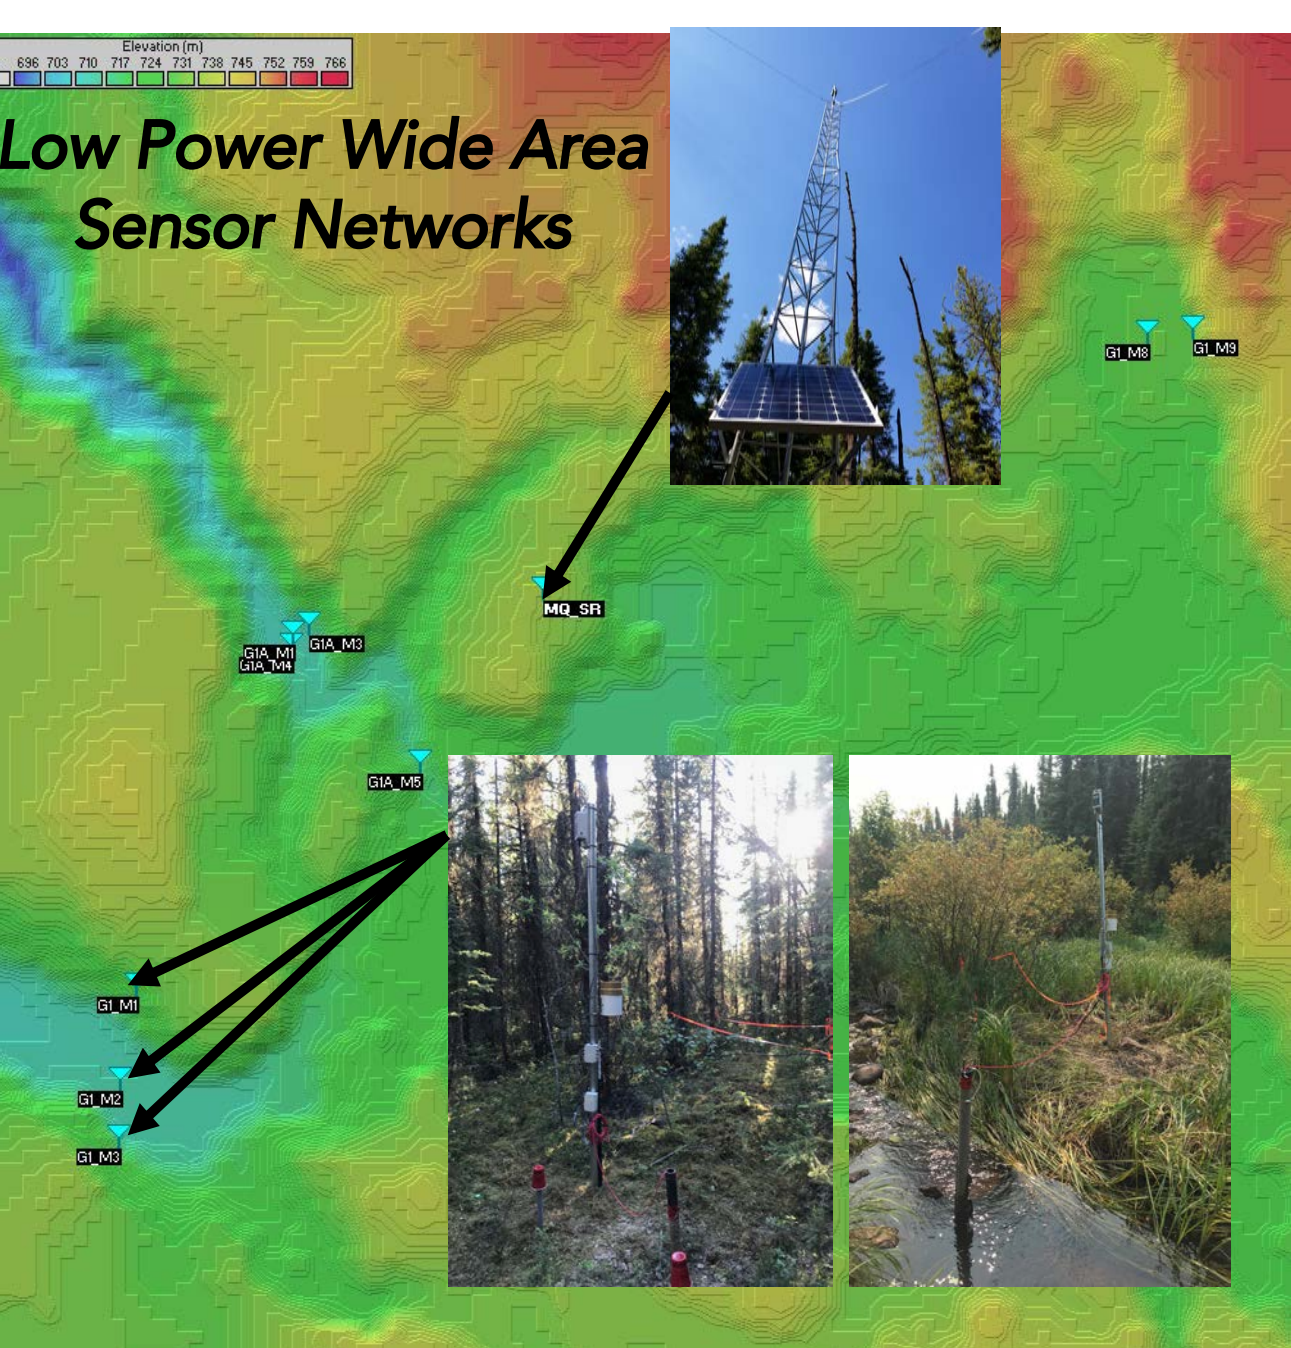 Elevation (m)
696 703 710 717 724 731 738 745 752 759 766
Low Power Wide Area
Sensor Networks
G1_M8
G1_M9
MQ_SR
G1A_M3
G1A_M1
G1A_M4
G1A_M5
G1_M1
G1_M2
G1_M3